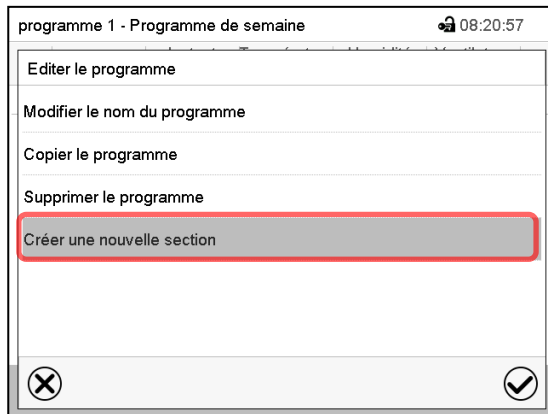 programme 1 - Programme de semaine 08:20:57
Editer le programme
Modifier le nom du programme
Copier le programme
Supprimer le programme
Créer une nouvelle section